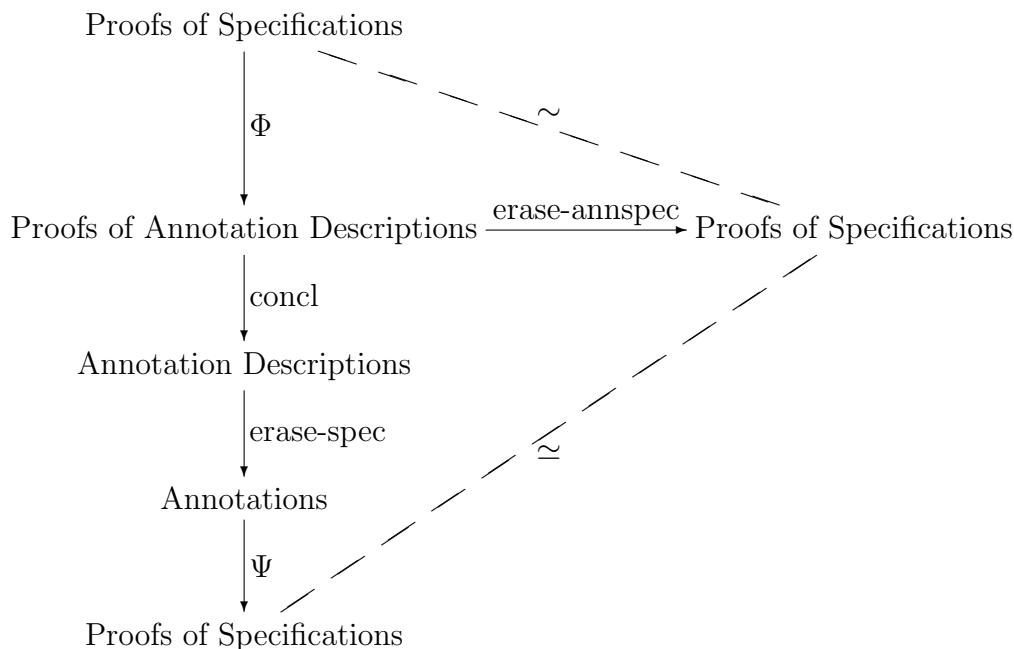 Proofs of Specifications
∼
Φ
erase-annspec
Proofs of Annotation Descriptions
Proofs of Specifications
concl
Annotation Descriptions
erase-spec
≃
Annotations
Ψ
Proofs of Specifications